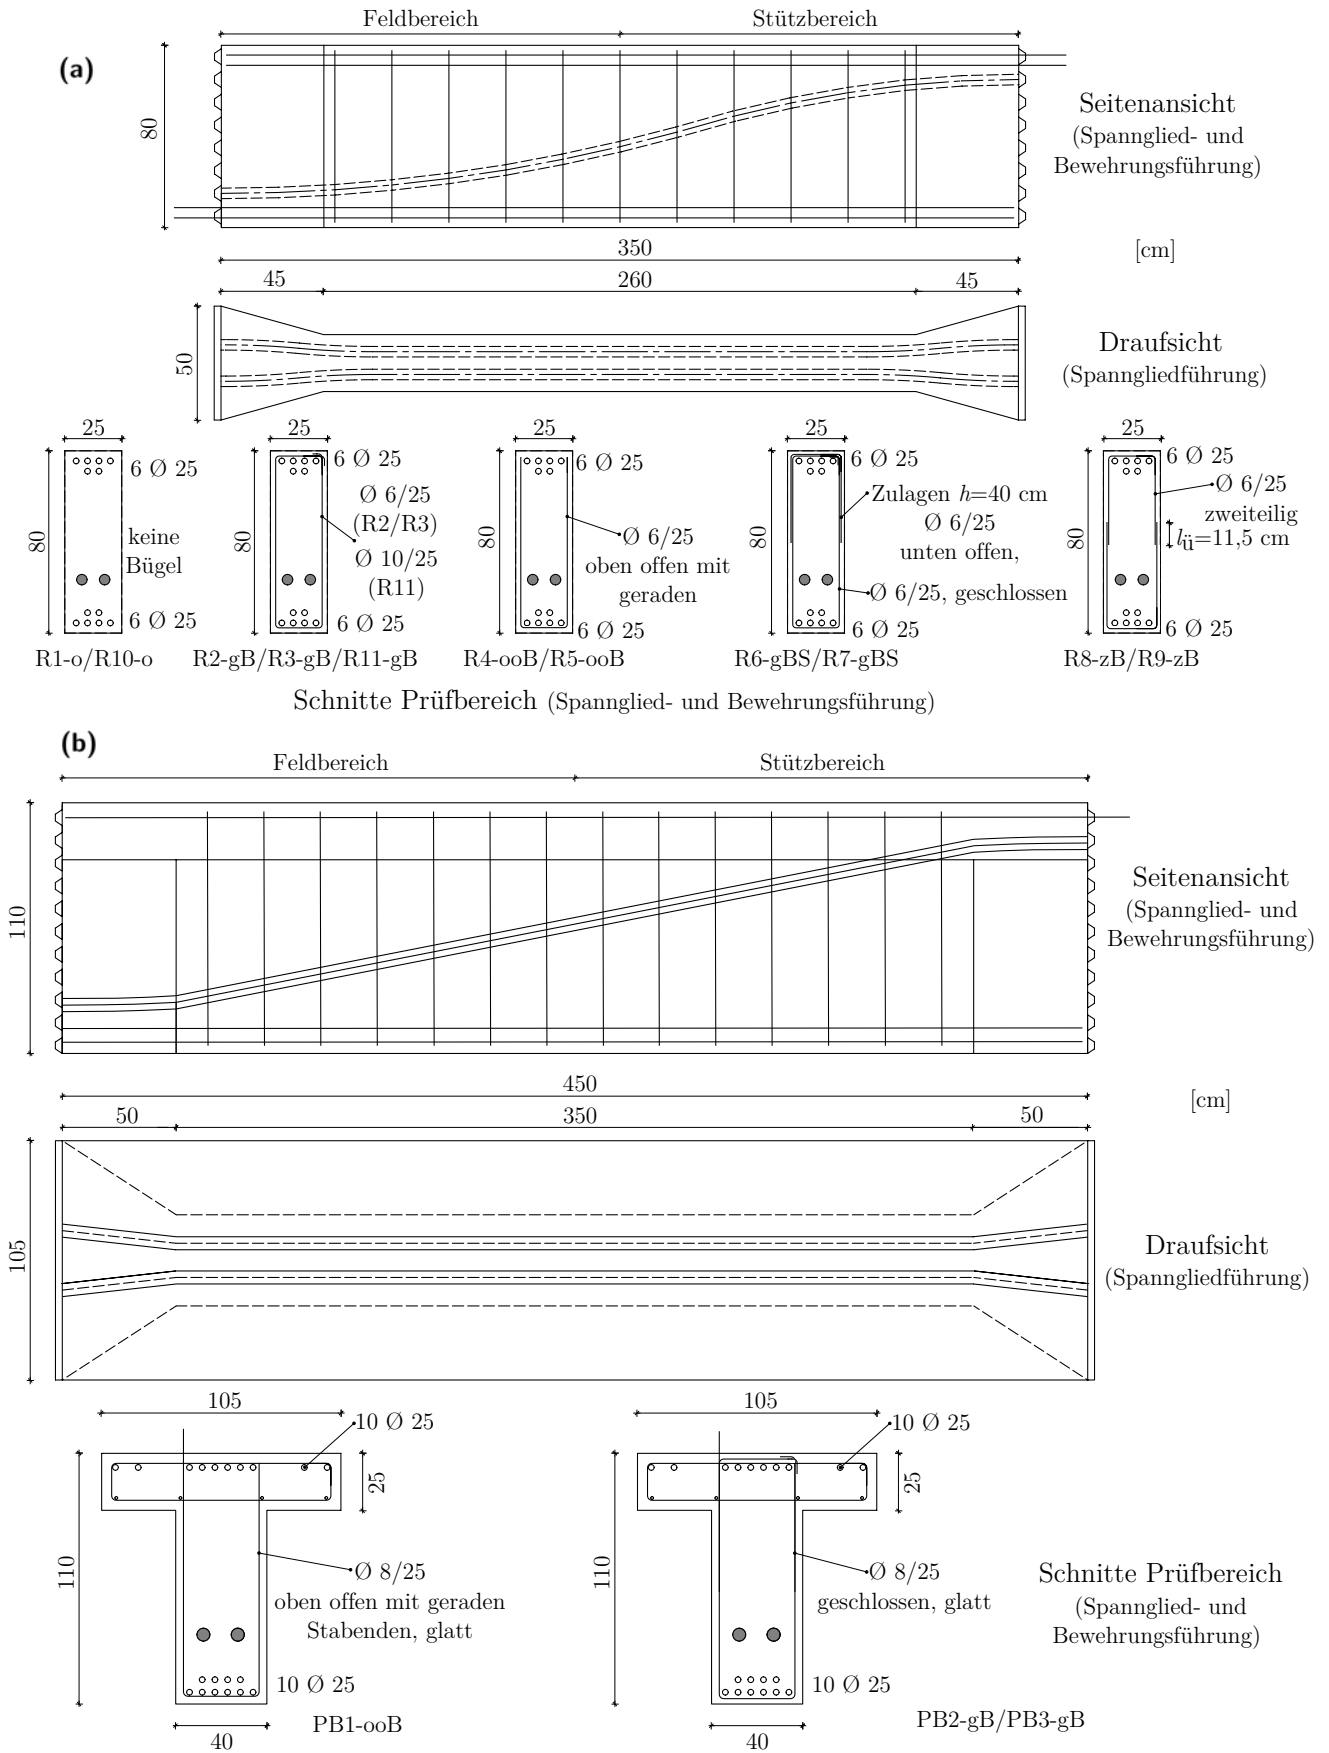 (a)
Feldbereich
Stützbereich
80
Seitenansicht
(Spannglied- und
Bewehrungsführung)
350
[cm]
45
260
45
50
Draufsicht
(Spanngliedführung)
25
80
6 Ø 25
keine
Bügel
6 Ø 25
R1-o/R10-o
25
80
6 Ø 25
Ø 6/25
(R2/R3)
Ø 10/25
(R11)
6 Ø 25
R2-gB/R3-gB/R11-gB
25
80
6 Ø 25
Ø 6/25
oben offen mit
geraden
6 Ø 25
R4-ooB/R5-ooB
25
80
6 Ø 25
Zulagen h=40 cm
Ø 6/25
unten offen,
Ø 6/25, geschlossen
6 Ø 25
R6-gBS/R7-gBS
25
80
6 Ø 25
Ø 6/25
zweiteilig
lü=11,5 cm
6 Ø 25
R8-zB/R9-zB
Schnitte Prüfbereich (Spannglied- und Bewehrungsführung)
(b)
Feldbereich
Stützbereich
110
Seitenansicht
(Spannglied- und
Bewehrungsführung)
450
[cm]
50
350
50
105
Draufsicht
(Spanngliedführung)
105
10 Ø 25
25
110
Ø 8/25
oben offen mit geraden
Stabenden, glatt
10 Ø 25
40
PB1-ooB
105
10 Ø 25
25
110
Ø 8/25
geschlossen, glatt
10 Ø 25
40
PB2-gB/PB3-gB
Schnitte Prüfbereich
(Spannglied- und
Bewehrungsführung)